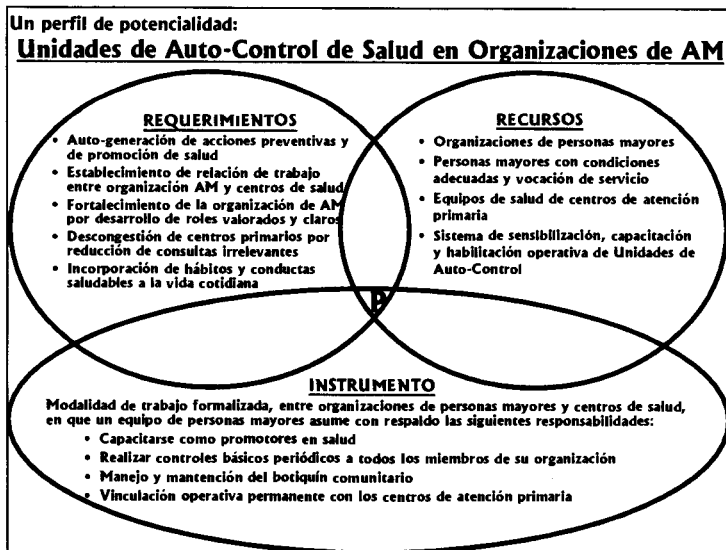 Un perfil de potencialidad:
Unidades de Auto-Control de Salud en Organizaciones de AM
REQUERIMIENTOS
• Auto-generación de acciones preventivas y
de promoción de salud
• Establecimiento de relación de trabajo
entre organización AM y centros de salud
• Fortalecimiento de la organización de AM
por desarrollo de roles valorados y claros
• Descongestión de centros primarios por
reducción de consultas irrelevantes
• Incorporación de hábitos y conductas
saludables a la vida cotidiana
RECURSOS
• Organizaciones de personas mayores
• Personas mayores con condiciones
adecuadas y vocación de servicio
• Equipos de salud de centros de atención
primaria
• Sistema de sensibilización, capacitación
y habilitación operativa de Unidades de
Auto-Control
P
INSTRUMENTO
Modalidad de trabajo formalizada, entre organizaciones de personas mayores y centros de salud,
en que un equipo de personas mayores asume con respaldo las siguientes responsabilidades:
• Capacitarse como promotores en salud
• Realizar controles básicos periódicos a todos los miembros de su organización
• Manejo y mantención del botiquín comunitario
• Vinculación operativa permanente con los centros de atención primaria